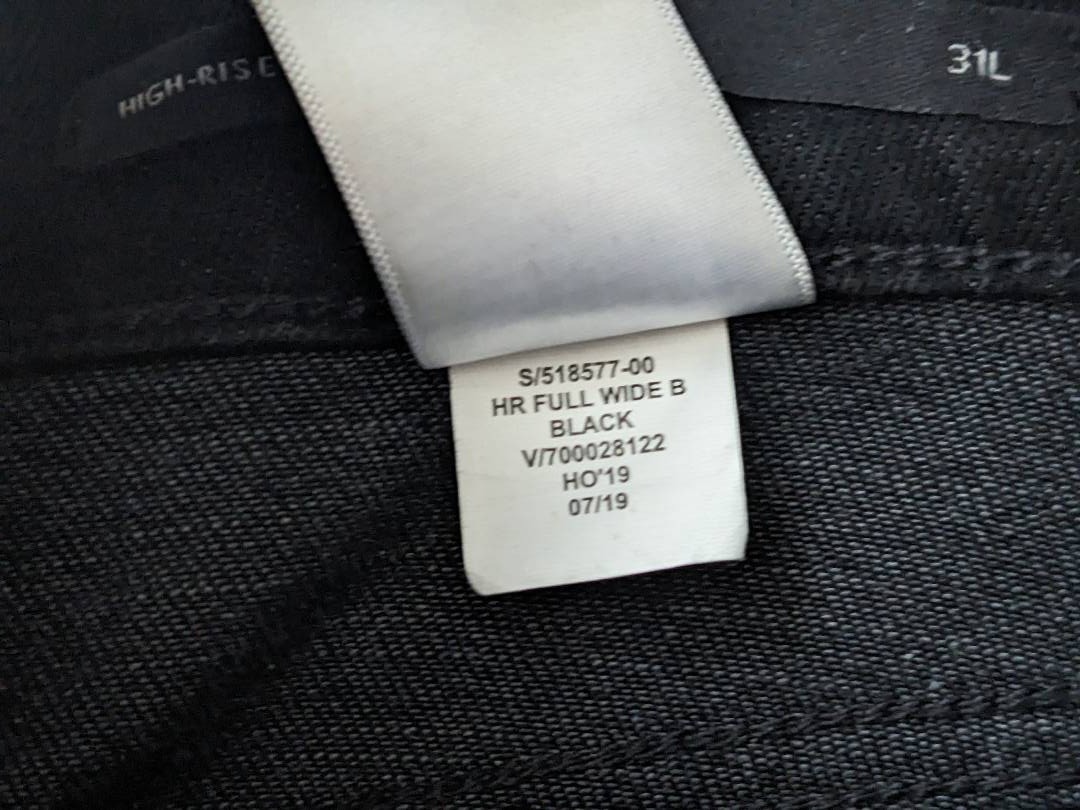 HIGH-RISE
31L
S/518577-00
HR FULL WIDE B
BLACK
V/700028122
HO'19
07/19